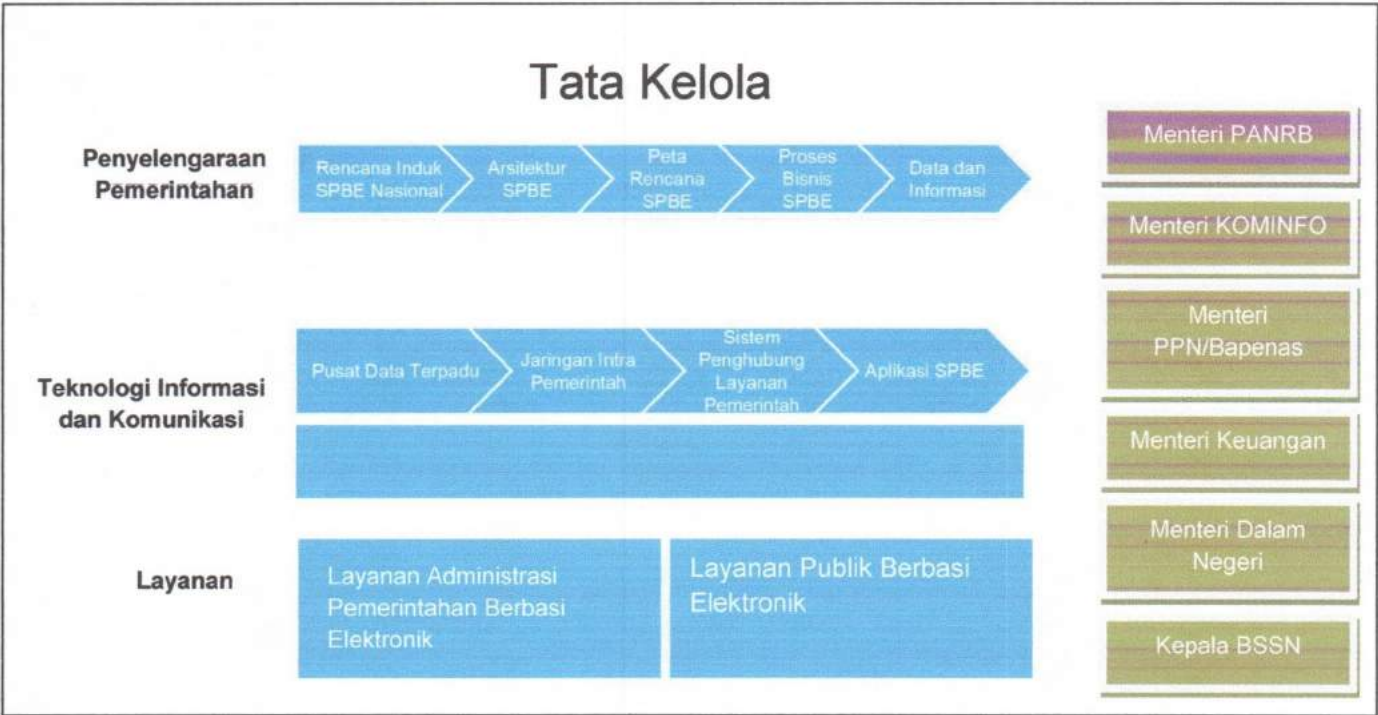 Tata Kelola
Penyelengaraan
Pemerintahan
Rencana Induk
SPBE Nasional
Arsitektur
SPBE
Peta
Rencana
SPBE
Proses
Bisnis
SPBE
Data dan
Informasi
Teknologi Informasi
dan Komunikasi
Pusat Data Terpadu
Jaringan Intra
Pemerintah
Sistem
Penghubung
Layanan
Pemerintah
Aplikasi SPBE
Layanan
Layanan Administrasi
Pemerintahan Berbasi
Elektronik
Layanan Publik Berbasi
Elektronik
Menteri PANRB
Menteri KOMINFO
Menteri
PPN/Bapenas
Menteri Keuangan
Menteri Dalam
Negeri
Kepala BSSN